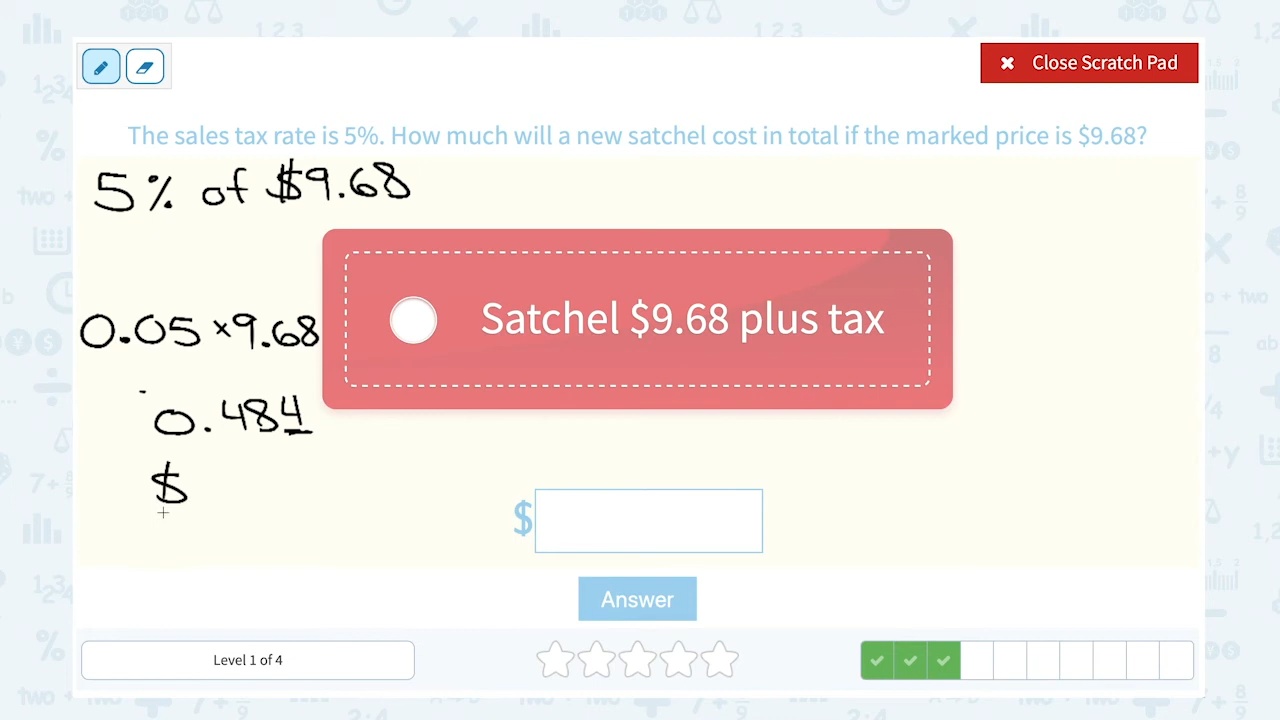 Close Scratch Pad
The sales tax rate is 5%. How much will a new satchel cost in total if the marked price is $9.68?
5% of $9.68
Satchel $9.68 plus tax
0.05 × 9.68
0.484
$
$
Answer
Level 1 of 4